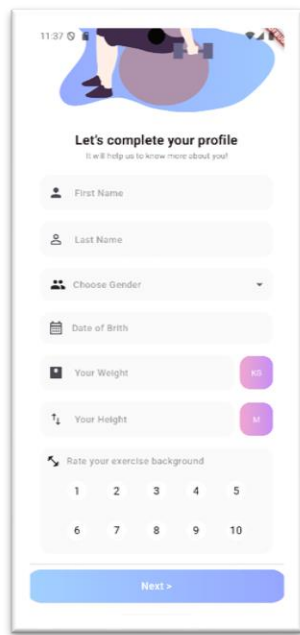 11:37
Let's complete your profile
It will help us to know more about you!
First Name
Last Name
Choose Gender
Date of Brith
Your Weight
KG
Your Height
M
Rate your exercise background
1 2 3 4 5
6 7 8 9 10
Next >